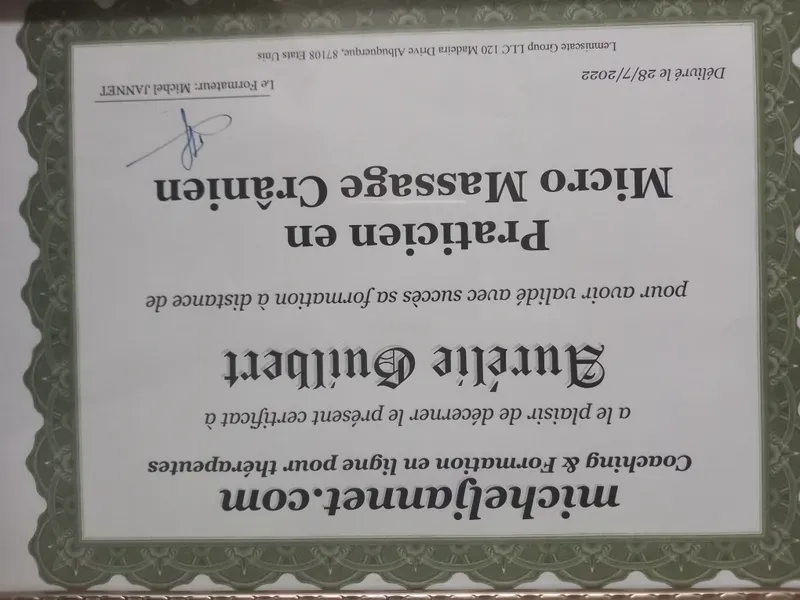 micheljannet.com
Coaching & Formation en ligne pour thérapeutes
a le plaisir de décerner le présent certificat à
Aurélie Guilbert
pour avoir validé avec succès sa formation à distance de
Praticien en
Micro Massage Crânien
Délivré le 28/7/2022
Le Formateur: Michel JANNET
Lemniscate Group LLC 120 Madeira Drive Albuquerque, 87108 Etats Unis